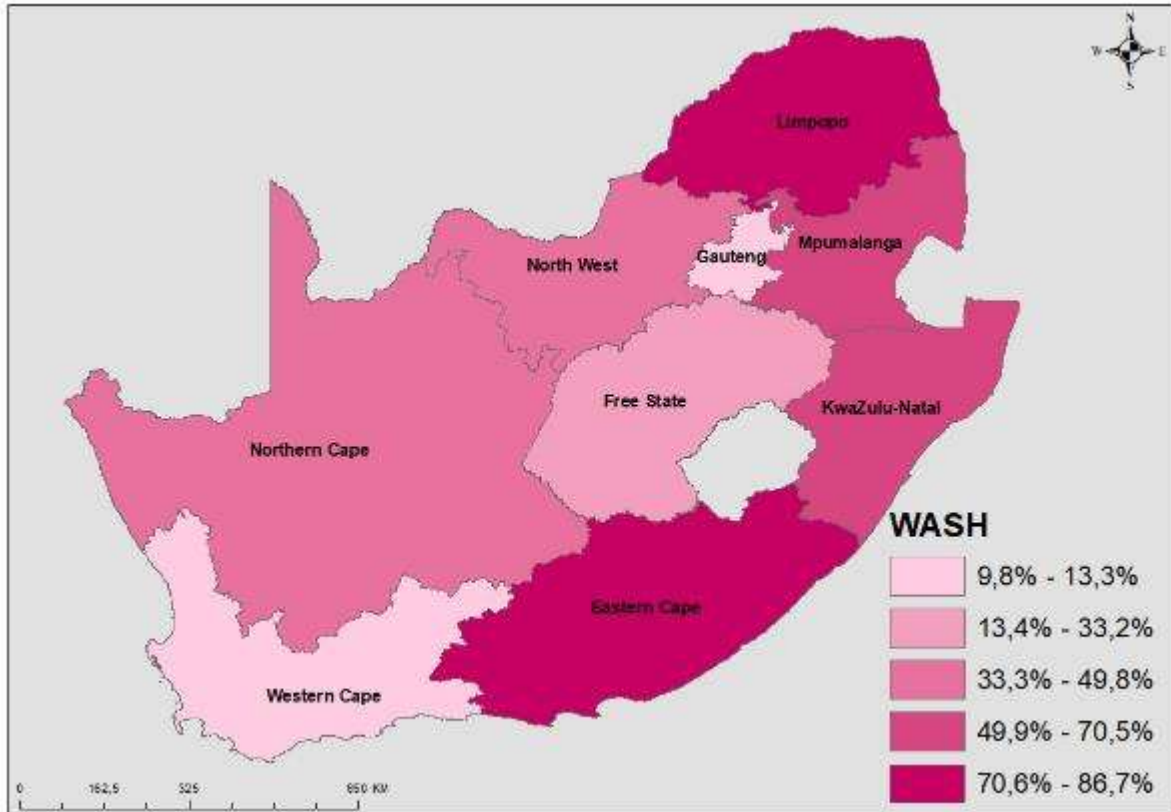 N
W E
S
Limpopo
Mpumalanga
Gauteng
North West
Free State
KwaZulu-Natal
Northern Cape
Eastern Cape
Western Cape
WASH
9,8% - 13,3%
13,4% - 33,2%
33,3% - 49,8%
49,9% - 70,5%
70,6% - 86,7%
0 162,5 325 650 KM